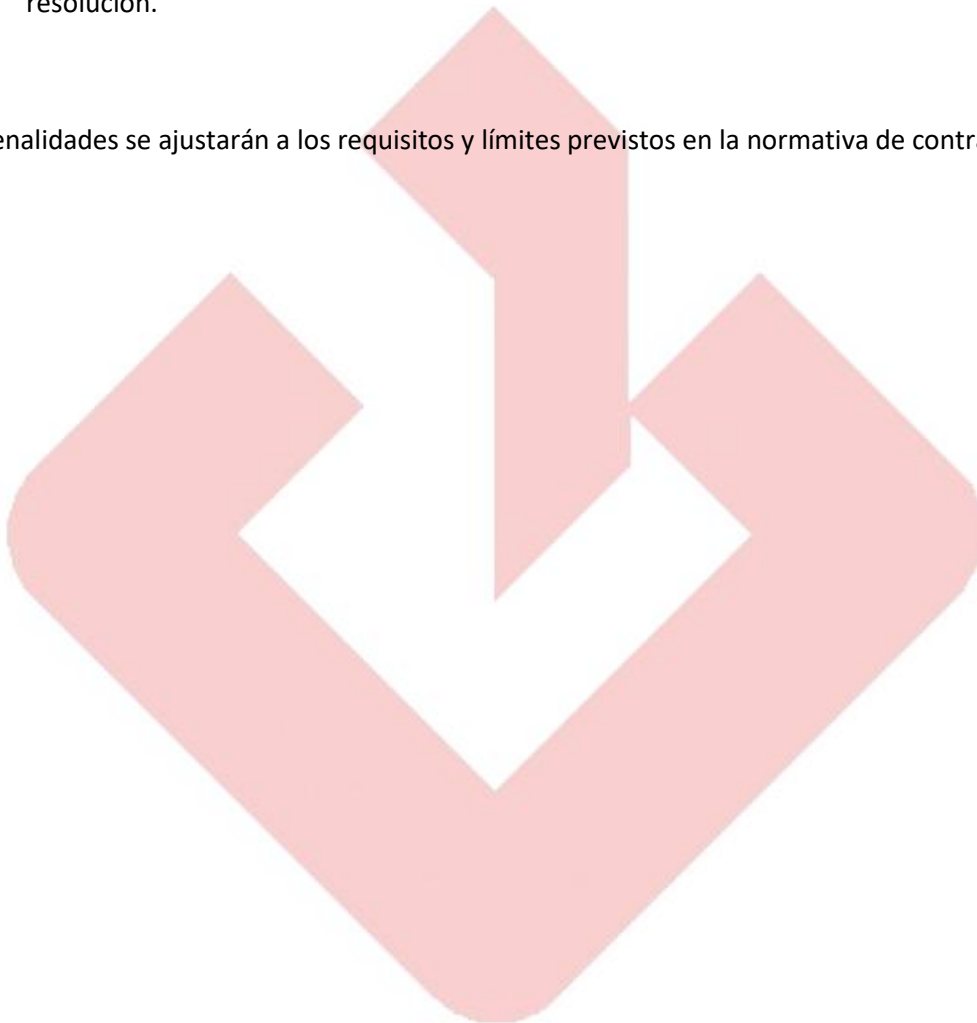 resolución.
enalidades se ajustarán a los requisitos y límites previstos en la normativa de contra